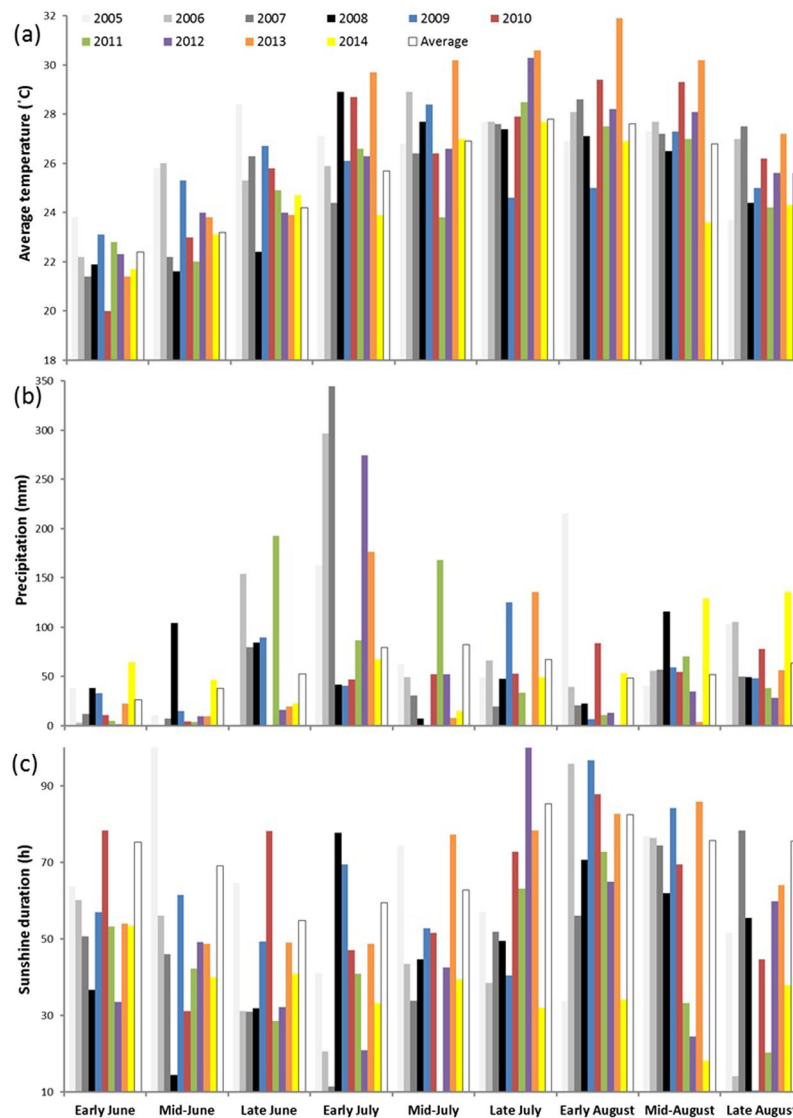 (a)
2005 2006 2007 2008 2009 2010
2011 2012 2013 2014 Average
Average temperature (˚C)
32
30
28
26
24
22
20
18
(b)
Precipitation (mm)
350
300
250
200
150
100
50
0
(c)
Sunshine duration (h)
90
70
50
30
10
Early June Mid-June Late June Early July Mid-July Late July Early August Mid-August Late August